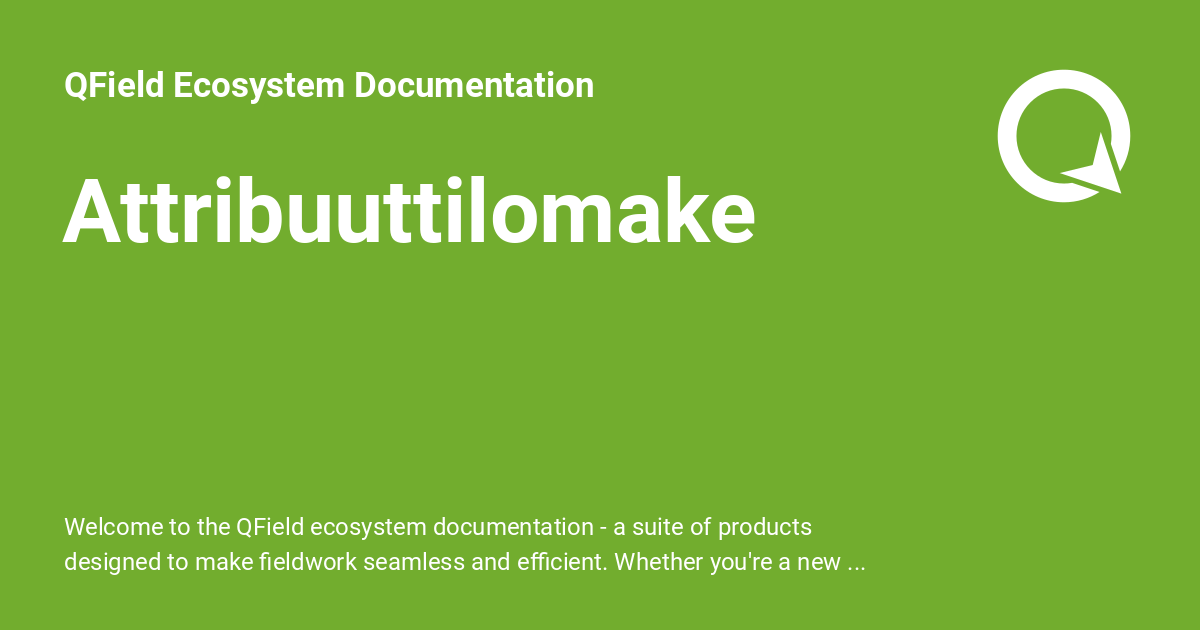 QField Ecosystem Documentation
Attribuuttilomake
Welcome to the QField ecosystem documentation - a suite of products
designed to make fieldwork seamless and efficient. Whether you're a new ...